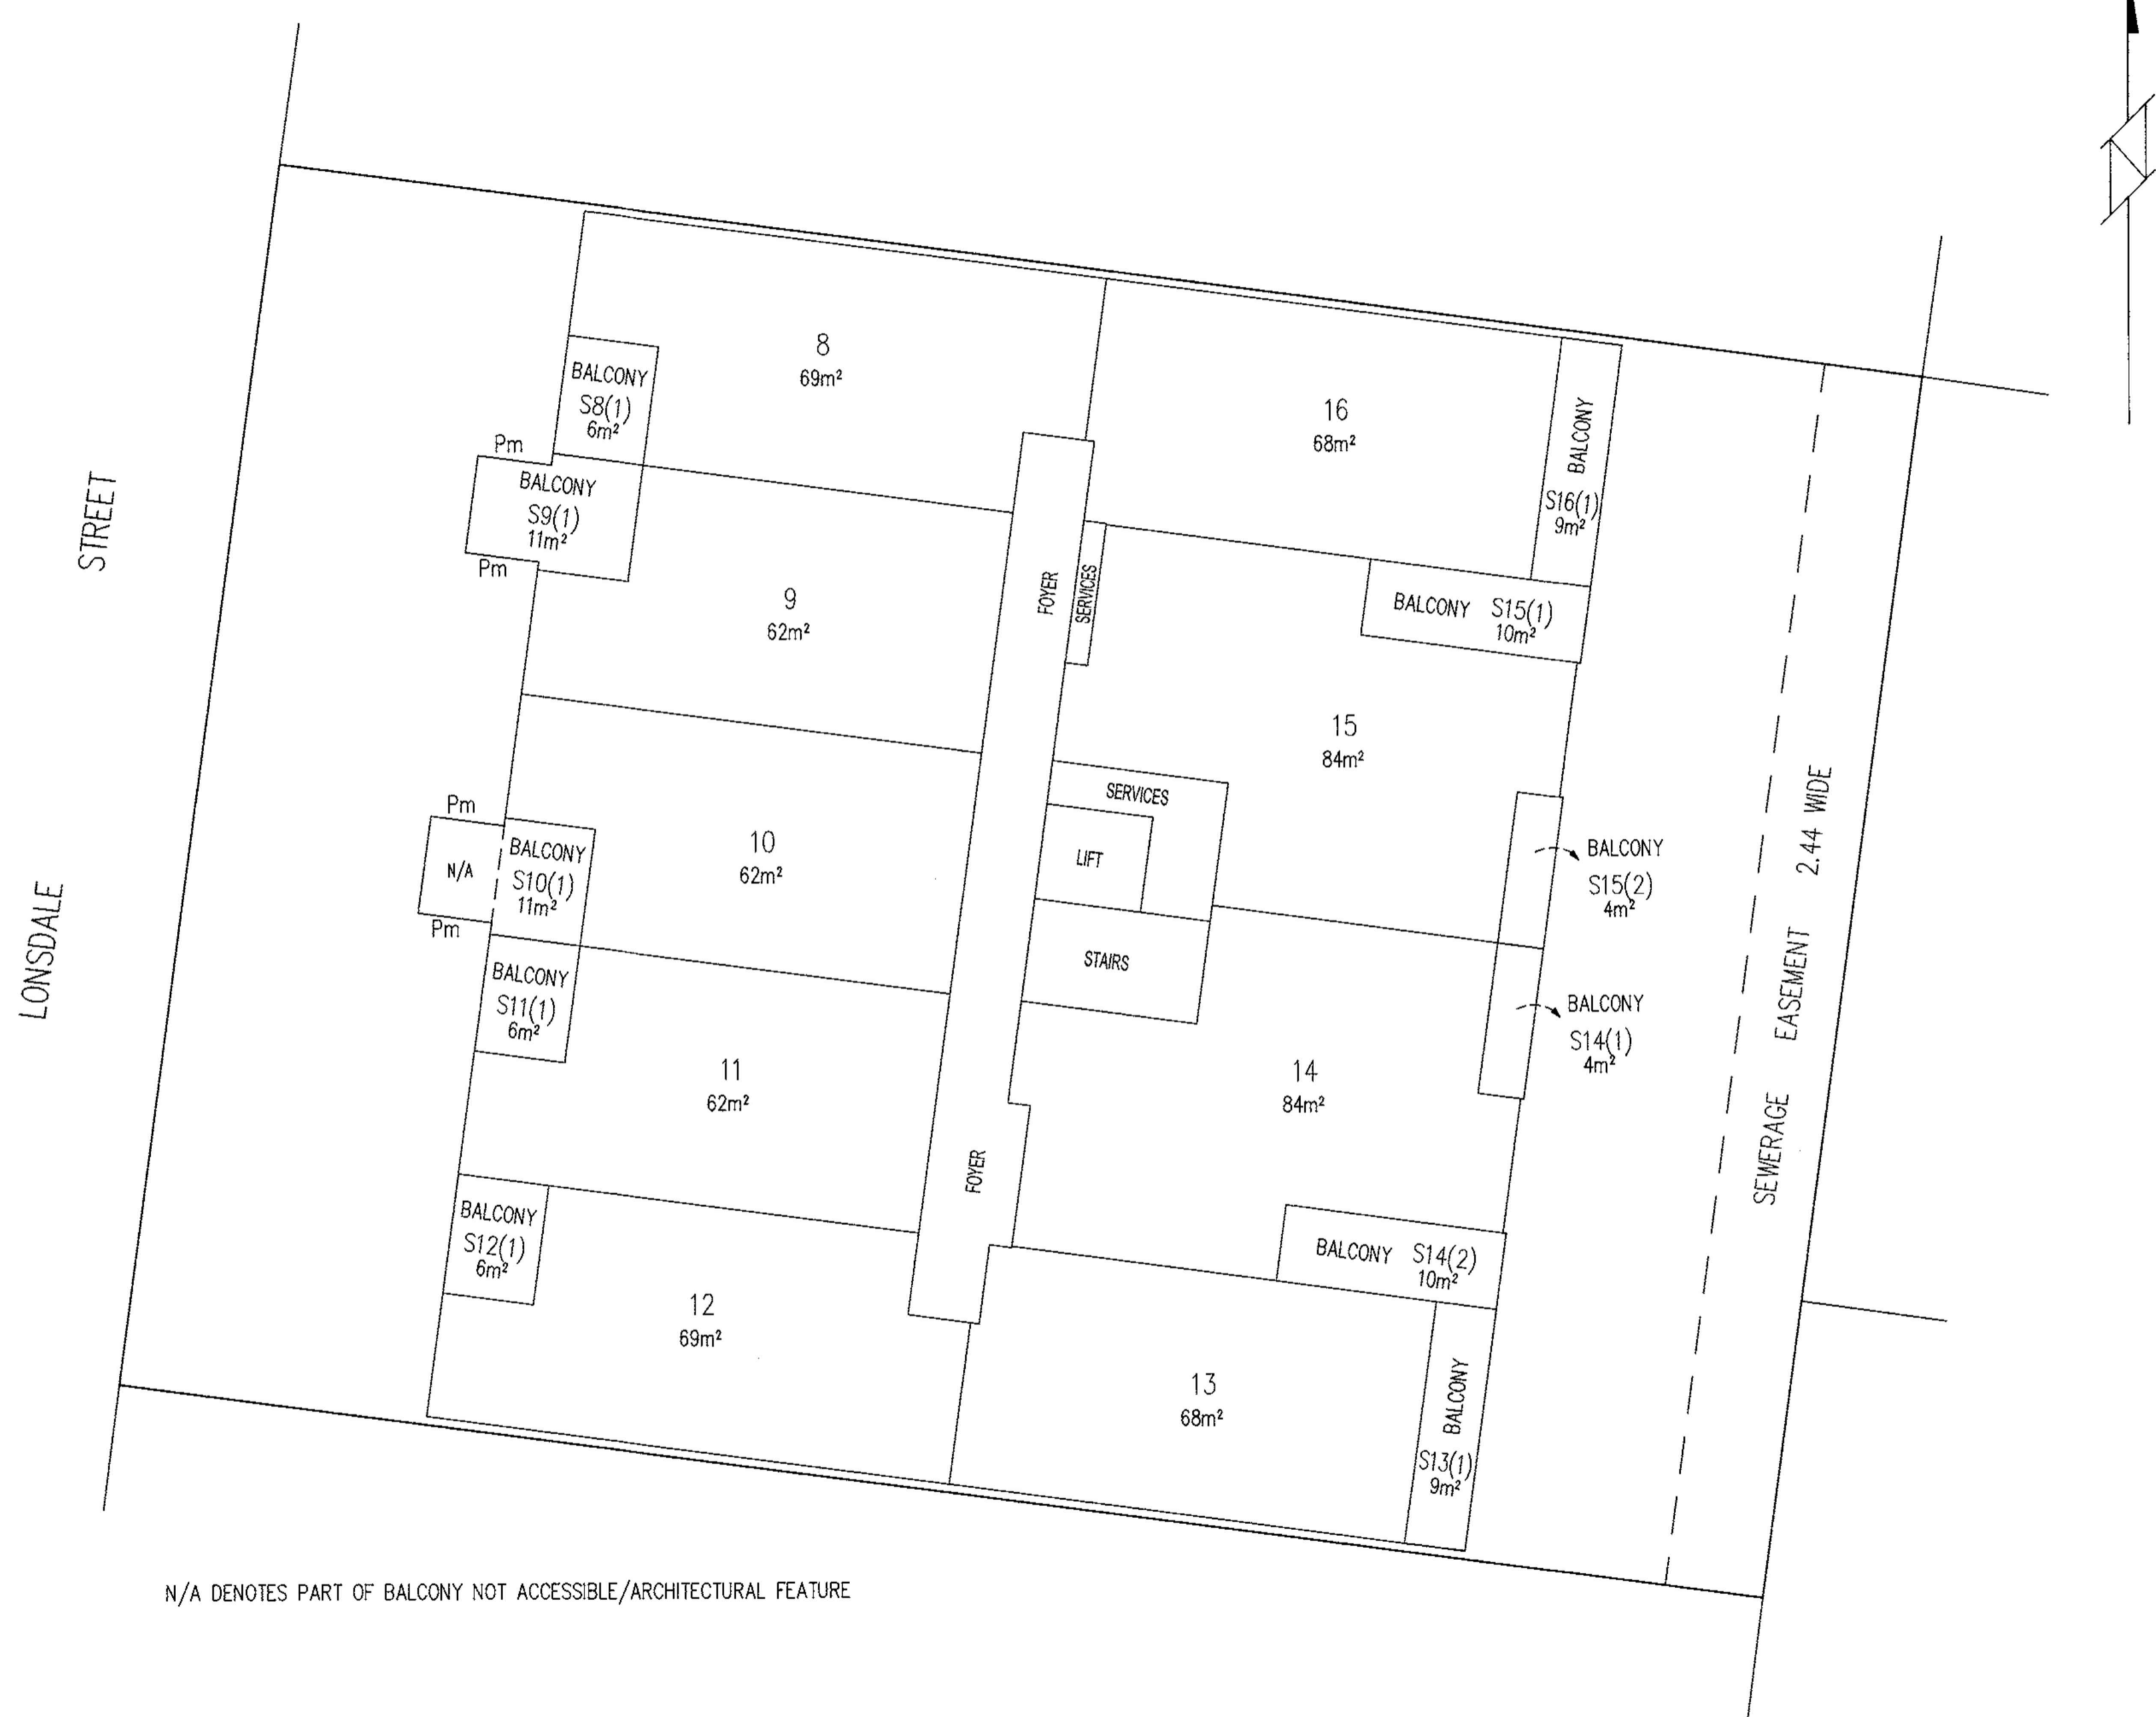 8
69m²
BALCONY
S8(1)
6m²
Pm
BALCONY
S9(1)
11m²
Pm
9
62m²
16
68m²
BALCONY
S16(1)
9m²
FOYER
SERVICES
BALCONY S15(1)
10m²
15
84m²
STREET
LONSDALE
Pm
N/A
Pm
BALCONY
S10(1)
11m²
10
62m²
SERVICES
LIFT
STAIRS
BALCONY
S15(2)
4m²
BALCONY
S14(1)
4m²
BALCONY
S11(1)
6m²
11
62m²
14
84m²
FOYER
BALCONY
S12(1)
6m²
12
69m²
BALCONY S14(2)
10m²
13
68m²
BALCONY
S13(1)
9m²
SEWERAGE EASEMENT 2.44 WIDE
N/A DENOTES PART OF BALCONY NOT ACCESSIBLE/ARCHITECTURAL FEATURE